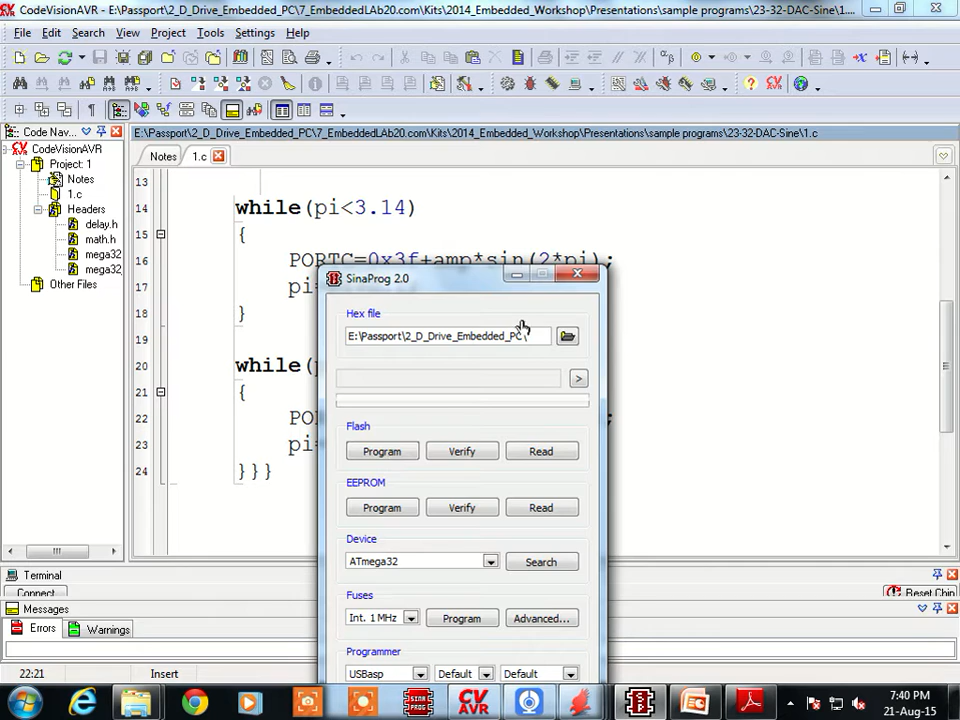 CodeVisionAVR - E:\Passport\2_D_Drive_Embedded_PC\7_EmbeddedLAb20.com\Kits\2014_Embedded_Workshop\Presentations\sample programs\23-32-DAC-Sine\1....
File Edit Search View Project Tools Settings Help
Code Nav...
E:\Passport\2_D_Drive_Embedded_PC\7_EmbeddedLAb20.com\Kits\2014_Embedded_Workshop\Presentations\sample programs\23-32-DAC-Sine\1.c
CodeVisionAVR
Project: 1
Notes
1.c
Headers
delay.h
math.h
mega32
mega32_
Other Files
Notes 1.c
13
14 while(pi<3.14)
15 {
16 PORTC=0x3f+amp*sin(2*pi);
17 pi=
18 }
19
20 while(p
21 {
22 PO ;
23 pi=
24 }}}
SinaProg 2.0
Hex file
E:\Passport\2_D_Drive_Embedded_PC\
>
Flash
Program Verify Read
EEPROM
Program Verify Read
Device
ATmega32 Search
Fuses
Int. 1 MHz Program Advanced...
Programmer
USBasp Default Default
Terminal
Connect Reset Chip
Messages
Errors Warnings
22:21 Insert
SINA PROG
CV AVR
7:40 PM
21-Aug-15